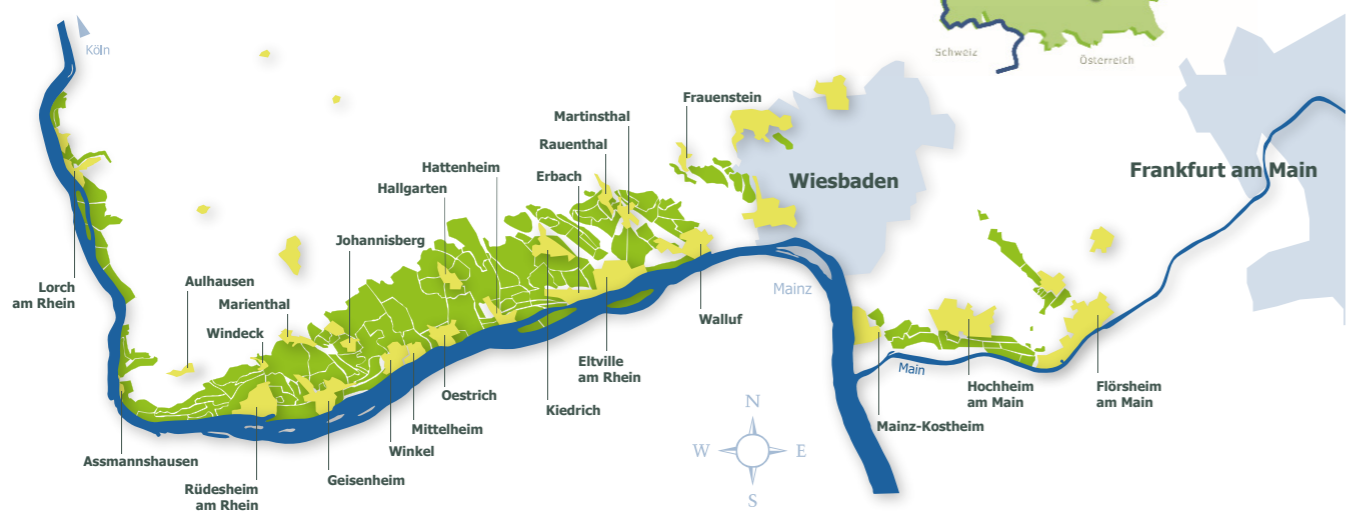 Köln
Schweiz
Österreich
Frauenstein
Martinsthal
Rauenthal
Hattenheim
Erbach
Hallgarten
Wiesbaden
Frankfurt am Main
Johannisberg
Aulhausen
Lorch
am Rhein
Marienthal
Mainz
Windeck
Walluf
Eltville
am Rhein
Main
Oestrich
Kiedrich
Hochheim
am Main
Flörsheim
am Main
Mittelheim
Mainz-Kostheim
Winkel
Assmannshausen
Geisenheim
Rüdesheim
am Rhein
N
W
E
S